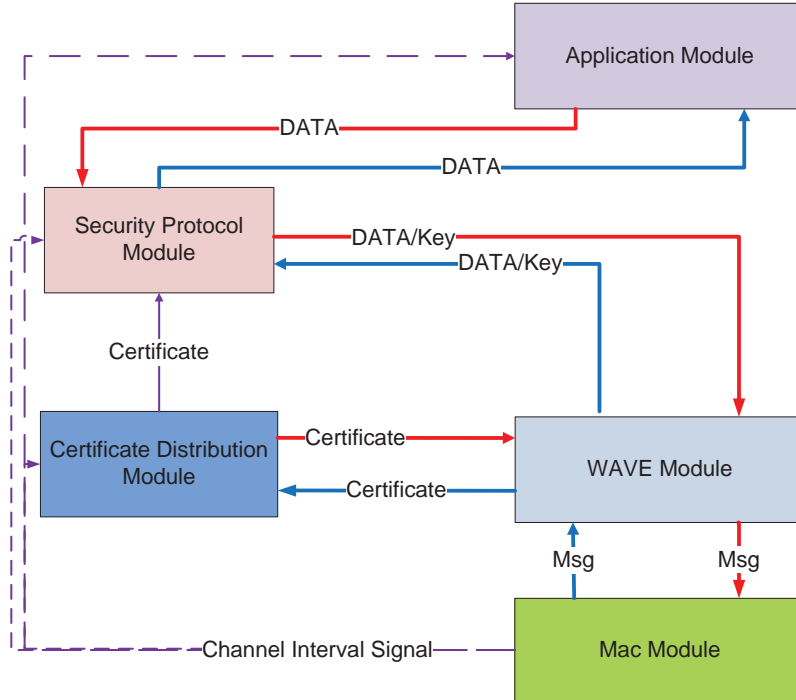 Application Module
DATA
DATA
Security Protocol
Module
DATA/Key
DATA/Key
Certificate
Certificate Distribution
Module
Certificate
Certificate
WAVE Module
Msg
Msg
Channel Interval Signal
Mac Module